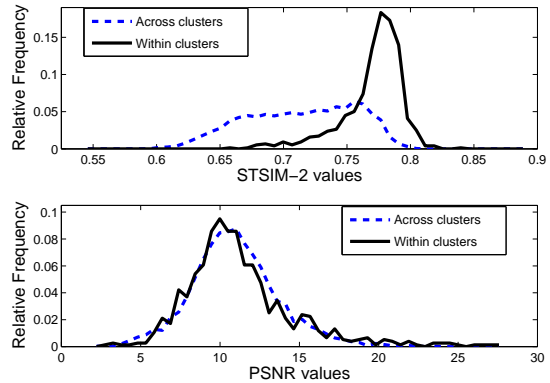 Relative Frequency
0.15
0.1
0.05
0
Across clusters
Within clusters
0.55 0.6 0.65 0.7 0.75 0.8 0.85 0.9
STSIM−2 values
Relative Frequency
0.1
0.08
0.06
0.04
0.02
0
Across clusters
Within clusters
0 5 10 15 20 25 30
PSNR values